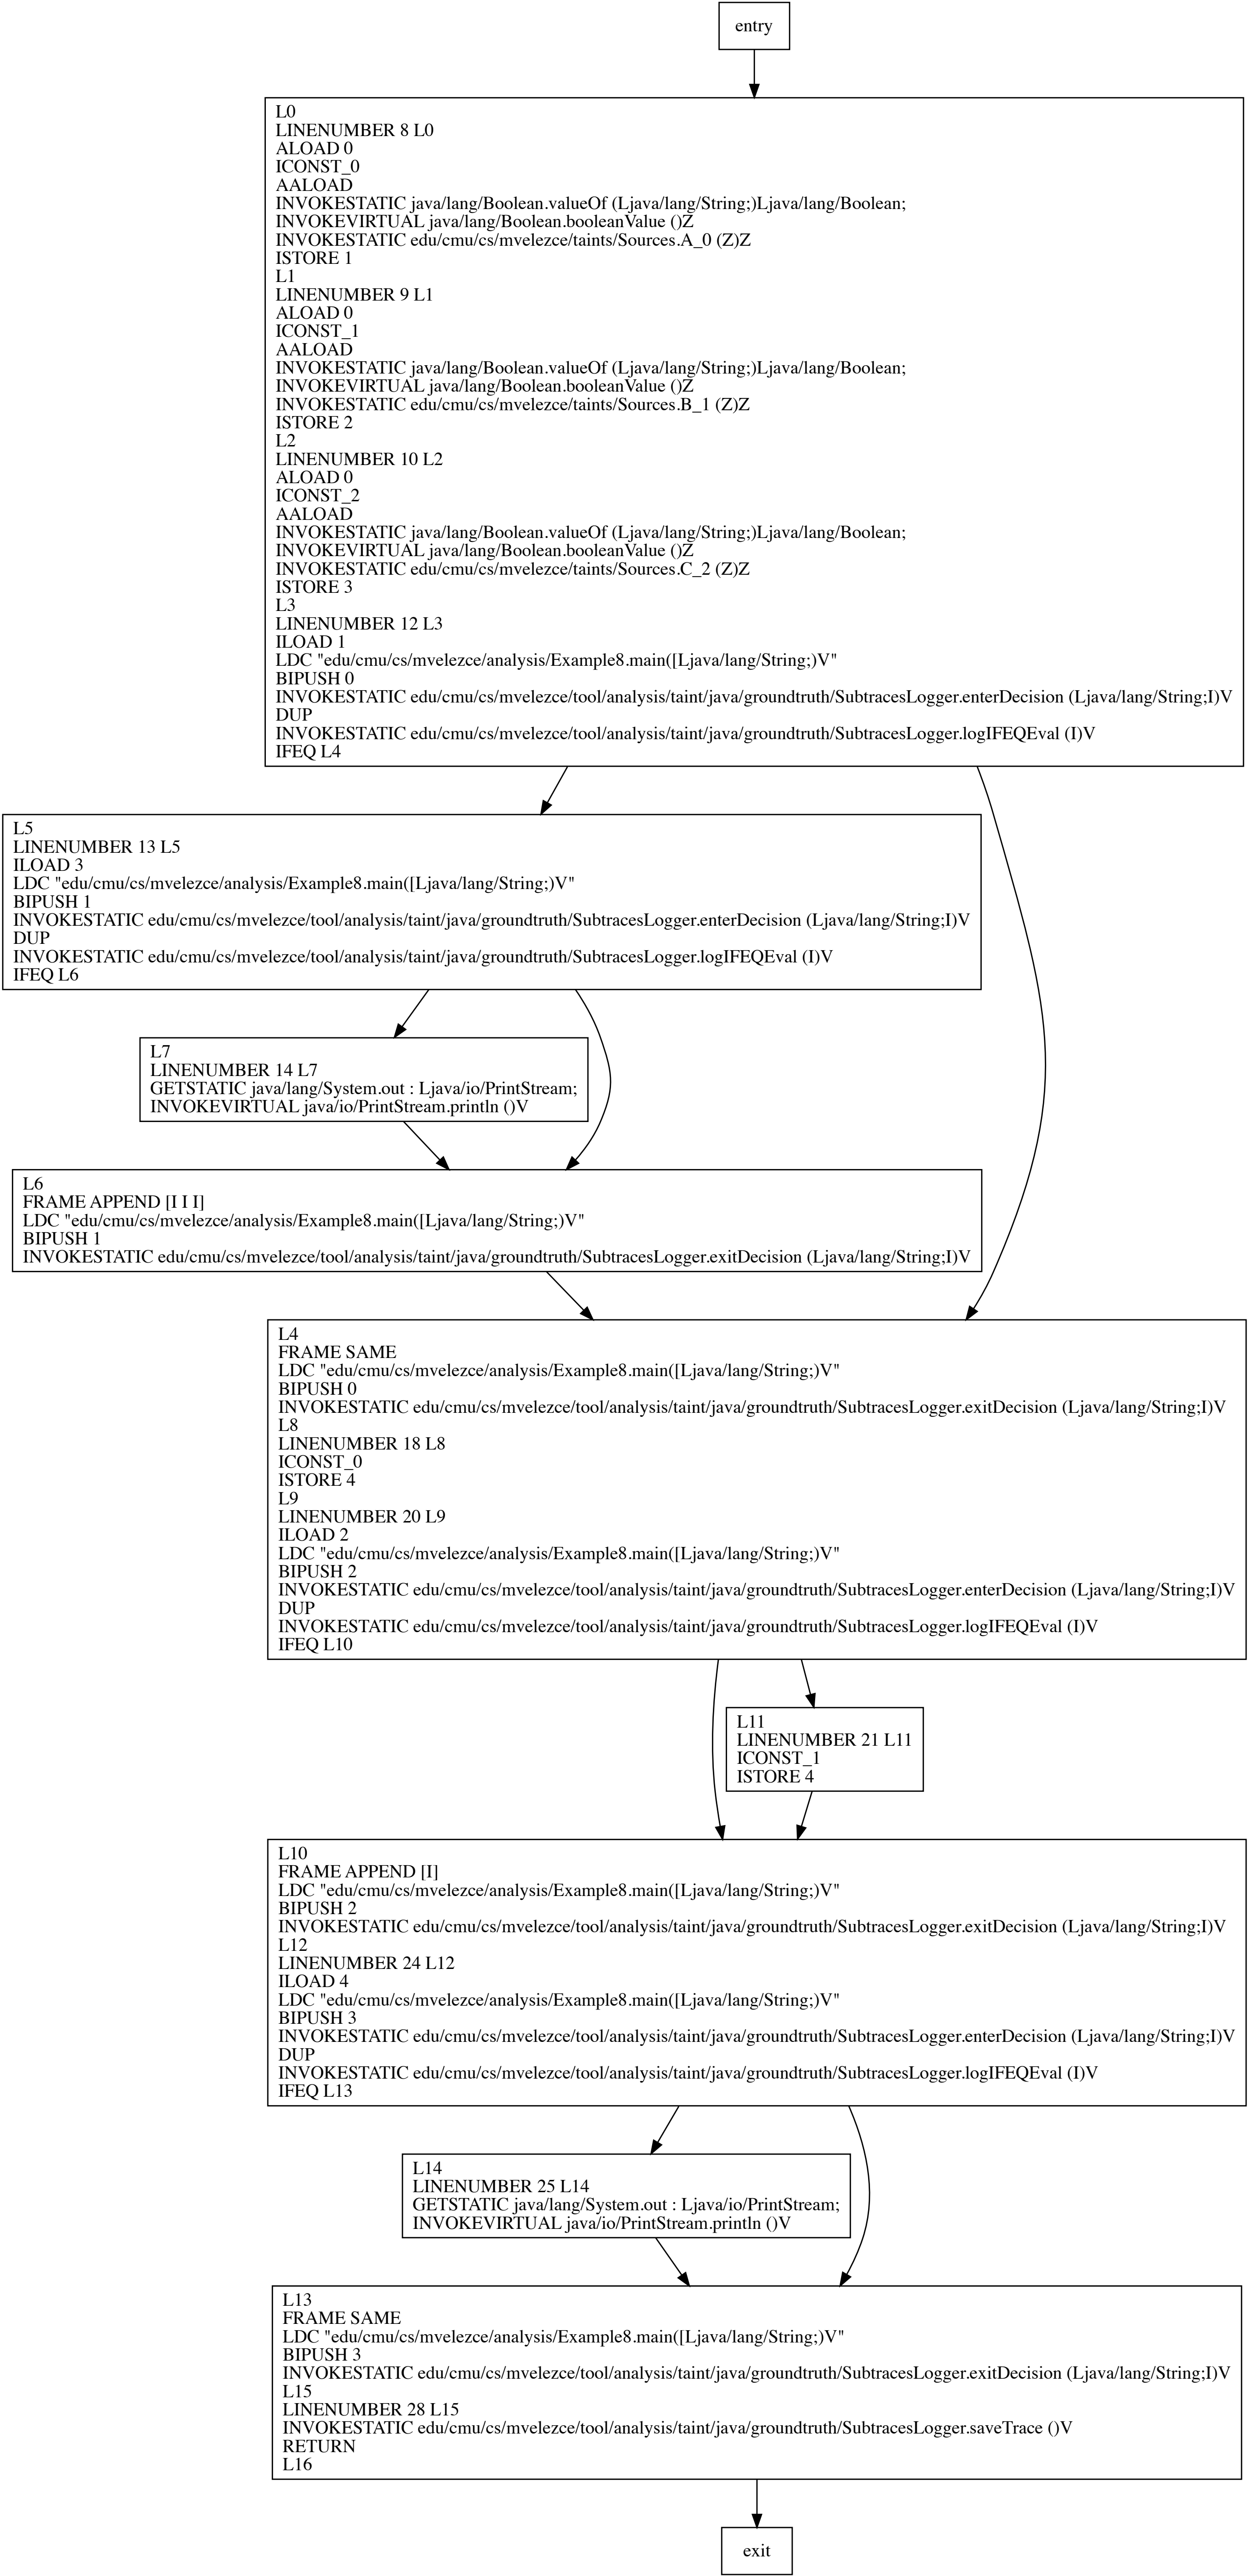 entry
L0
LINENUMBER 8 L0
ALOAD 0
ICONST_0
AALOAD
INVOKESTATIC java/lang/Boolean.valueOf (Ljava/lang/String;)Ljava/lang/Boolean;
INVOKEVIRTUAL java/lang/Boolean.booleanValue ()Z
INVOKESTATIC edu/cmu/cs/mvelezce/taints/Sources.A_0 (Z)Z
ISTORE 1
L1
LINENUMBER 9 L1
ALOAD 0
ICONST_1
AALOAD
INVOKESTATIC java/lang/Boolean.valueOf (Ljava/lang/String;)Ljava/lang/Boolean;
INVOKEVIRTUAL java/lang/Boolean.booleanValue ()Z
INVOKESTATIC edu/cmu/cs/mvelezce/taints/Sources.B_1 (Z)Z
ISTORE 2
L2
LINENUMBER 10 L2
ALOAD 0
ICONST_2
AALOAD
INVOKESTATIC java/lang/Boolean.valueOf (Ljava/lang/String;)Ljava/lang/Boolean;
INVOKEVIRTUAL java/lang/Boolean.booleanValue ()Z
INVOKESTATIC edu/cmu/cs/mvelezce/taints/Sources.C_2 (Z)Z
ISTORE 3
L3
LINENUMBER 12 L3
ILOAD 1
LDC "edu/cmu/cs/mvelezce/analysis/Example8.main([Ljava/lang/String;)V"
BIPUSH 0
INVOKESTATIC edu/cmu/cs/mvelezce/tool/analysis/taint/java/groundtruth/SubtracesLogger.enterDecision (Ljava/lang/String;I)V
DUP
INVOKESTATIC edu/cmu/cs/mvelezce/tool/analysis/taint/java/groundtruth/SubtracesLogger.logIFEQEval (I)V
IFEQ L4
L5
LINENUMBER 13 L5
ILOAD 3
LDC "edu/cmu/cs/mvelezce/analysis/Example8.main([Ljava/lang/String;)V"
BIPUSH 1
INVOKESTATIC edu/cmu/cs/mvelezce/tool/analysis/taint/java/groundtruth/SubtracesLogger.enterDecision (Ljava/lang/String;I)V
DUP
INVOKESTATIC edu/cmu/cs/mvelezce/tool/analysis/taint/java/groundtruth/SubtracesLogger.logIFEQEval (I)V
IFEQ L6
L7
LINENUMBER 14 L7
GETSTATIC java/lang/System.out : Ljava/io/PrintStream;
INVOKEVIRTUAL java/io/PrintStream.println ()V
L6
FRAME APPEND [I I I]
LDC "edu/cmu/cs/mvelezce/analysis/Example8.main([Ljava/lang/String;)V"
BIPUSH 1
INVOKESTATIC edu/cmu/cs/mvelezce/tool/analysis/taint/java/groundtruth/SubtracesLogger.exitDecision (Ljava/lang/String;I)V
L4
FRAME SAME
LDC "edu/cmu/cs/mvelezce/analysis/Example8.main([Ljava/lang/String;)V"
BIPUSH 0
INVOKESTATIC edu/cmu/cs/mvelezce/tool/analysis/taint/java/groundtruth/SubtracesLogger.exitDecision (Ljava/lang/String;I)V
L8
LINENUMBER 18 L8
ICONST_0
ISTORE 4
L9
LINENUMBER 20 L9
ILOAD 2
LDC "edu/cmu/cs/mvelezce/analysis/Example8.main([Ljava/lang/String;)V"
BIPUSH 2
INVOKESTATIC edu/cmu/cs/mvelezce/tool/analysis/taint/java/groundtruth/SubtracesLogger.enterDecision (Ljava/lang/String;I)V
DUP
INVOKESTATIC edu/cmu/cs/mvelezce/tool/analysis/taint/java/groundtruth/SubtracesLogger.logIFEQEval (I)V
IFEQ L10
L11
LINENUMBER 21 L11
ICONST_1
ISTORE 4
L10
FRAME APPEND [I]
LDC "edu/cmu/cs/mvelezce/analysis/Example8.main([Ljava/lang/String;)V"
BIPUSH 2
INVOKESTATIC edu/cmu/cs/mvelezce/tool/analysis/taint/java/groundtruth/SubtracesLogger.exitDecision (Ljava/lang/String;I)V
L12
LINENUMBER 24 L12
ILOAD 4
LDC "edu/cmu/cs/mvelezce/analysis/Example8.main([Ljava/lang/String;)V"
BIPUSH 3
INVOKESTATIC edu/cmu/cs/mvelezce/tool/analysis/taint/java/groundtruth/SubtracesLogger.enterDecision (Ljava/lang/String;I)V
DUP
INVOKESTATIC edu/cmu/cs/mvelezce/tool/analysis/taint/java/groundtruth/SubtracesLogger.logIFEQEval (I)V
IFEQ L13
L14
LINENUMBER 25 L14
GETSTATIC java/lang/System.out : Ljava/io/PrintStream;
INVOKEVIRTUAL java/io/PrintStream.println ()V
L13
FRAME SAME
LDC "edu/cmu/cs/mvelezce/analysis/Example8.main([Ljava/lang/String;)V"
BIPUSH 3
INVOKESTATIC edu/cmu/cs/mvelezce/tool/analysis/taint/java/groundtruth/SubtracesLogger.exitDecision (Ljava/lang/String;I)V
L15
LINENUMBER 28 L15
INVOKESTATIC edu/cmu/cs/mvelezce/tool/analysis/taint/java/groundtruth/SubtracesLogger.saveTrace ()V
RETURN
L16
exit